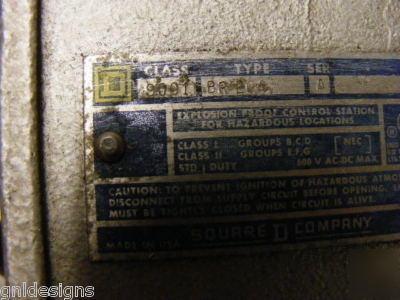 CLASS TYPE SER
9001 A
EXPLOSION PROOF CONTROL STATION
FOR HAZARDOUS LOCATIONS
CLASS I GROUPS B,C,D [NEC]
CLASS II GROUPS E,F,G
STD. DUTY 600 V AC-DC MAX.
CAUTION: TO PREVENT IGNITION OF HAZARDOUS ATMO
DISCONNECT FROM SUPPLY CIRCUIT BEFORE OPENING.
MUST BE TIGHTLY CLOSED WHEN CIRCUIT IS ALIVE.
SQUARE D COMPANY
MADE IN USA
© gnldesigns